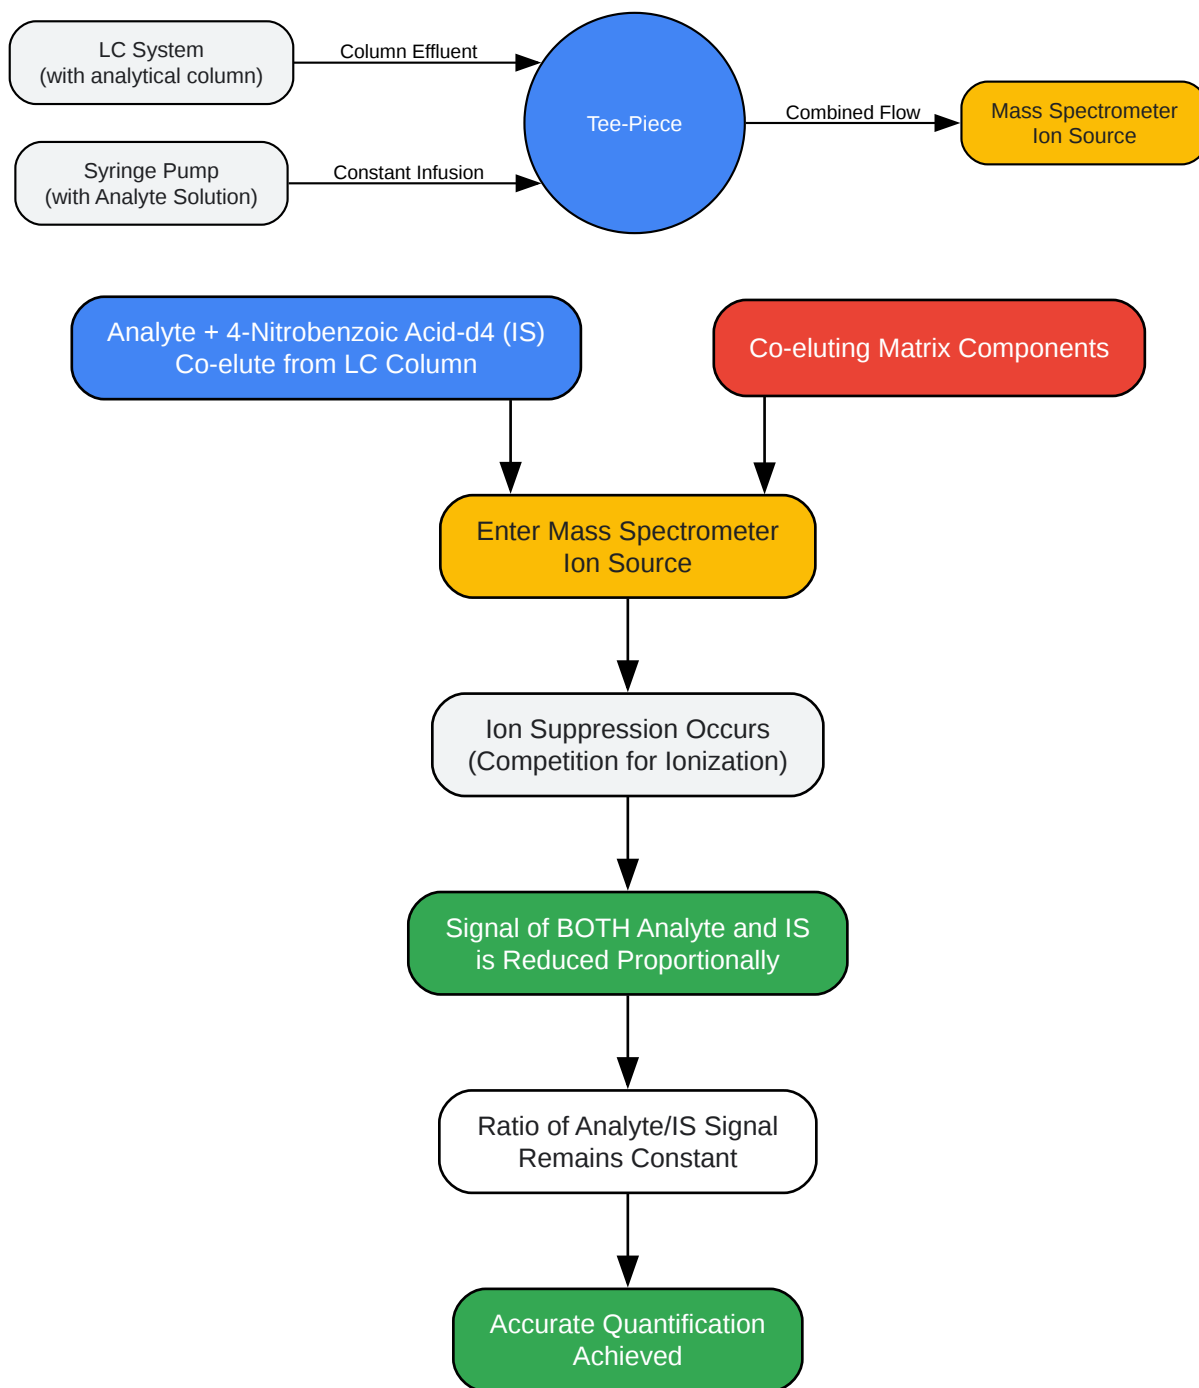 LC System
(with analytical column)
Column Effluent
Tee-Piece
Combined Flow
Mass Spectrometer
Ion Source
Syringe Pump
(with Analyte Solution)
Constant Infusion
Analyte + 4-Nitrobenzoic Acid-d4 (IS)
Co-elute from LC Column
Co-eluting Matrix Components
Enter Mass Spectrometer
Ion Source
Ion Suppression Occurs
(Competition for Ionization)
Signal of BOTH Analyte and IS
is Reduced Proportionally
Ratio of Analyte/IS Signal
Remains Constant
Accurate Quantification
Achieved